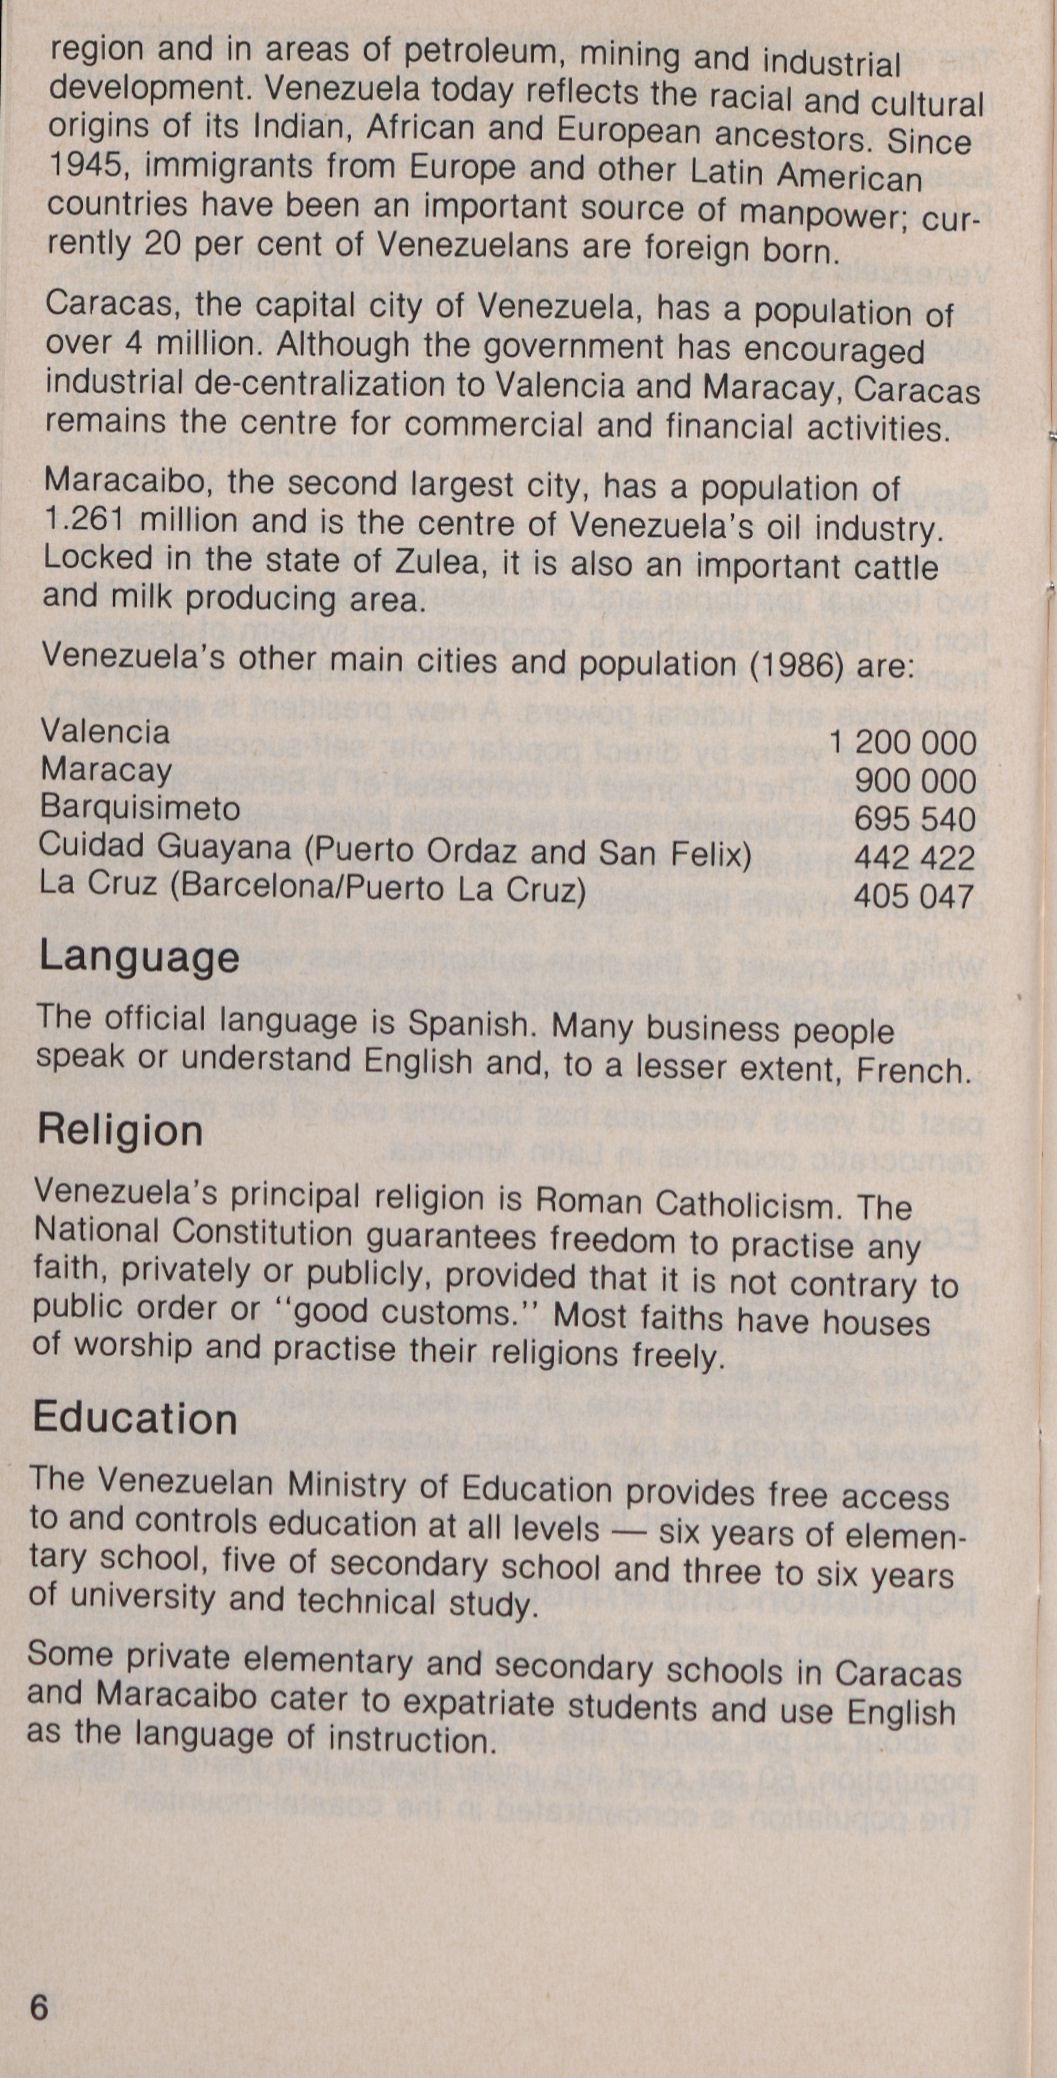 region and in areas of petroleum, mining and industrial
development. Venezuela today reflects the racial and cultural
origins of its Indian, African and European ancestors. Since
1945, immigrants from Europe and other Latin American
countries have been an important source of manpower; cur-
rently 20 per cent of Venezuelans are foreign born.
Caracas, the capital city of Venezuela, has a population of
over 4 million. Although the government has encouraged
industrial de-centralization to Valencia and Maracay, Caracas
remains the centre for commercial and financial activities.
Maracaibo, the second largest city, has a population of
1.261 million and is the centre of Venezuela's oil industry.
Locked in the state of Zulea, it is also an important cattle
and milk producing area.
Venezuela's other main cities and population (1986) are:
Valencia 1 200 000
Maracay 900 000
Barquisimeto 695 540
Cuidad Guayana (Puerto Ordaz and San Felix) 442 422
La Cruz (Barcelona/Puerto La Cruz) 405 047
Language
The official language is Spanish. Many business people
speak or understand English and, to a lesser extent, French.
Religion
Venezuela's principal religion is Roman Catholicism. The
National Constitution guarantees freedom to practise any
faith, privately or publicly, provided that it is not contrary to
public order or "good customs." Most faiths have houses
of worship and practise their religions freely.
Education
The Venezuelan Ministry of Education provides free access
to and controls education at all levels — six years of elemen-
tary school, five of secondary school and three to six years
of university and technical study.
Some private elementary and secondary schools in Caracas
and Maracaibo cater to expatriate students and use English
as the language of instruction.
6